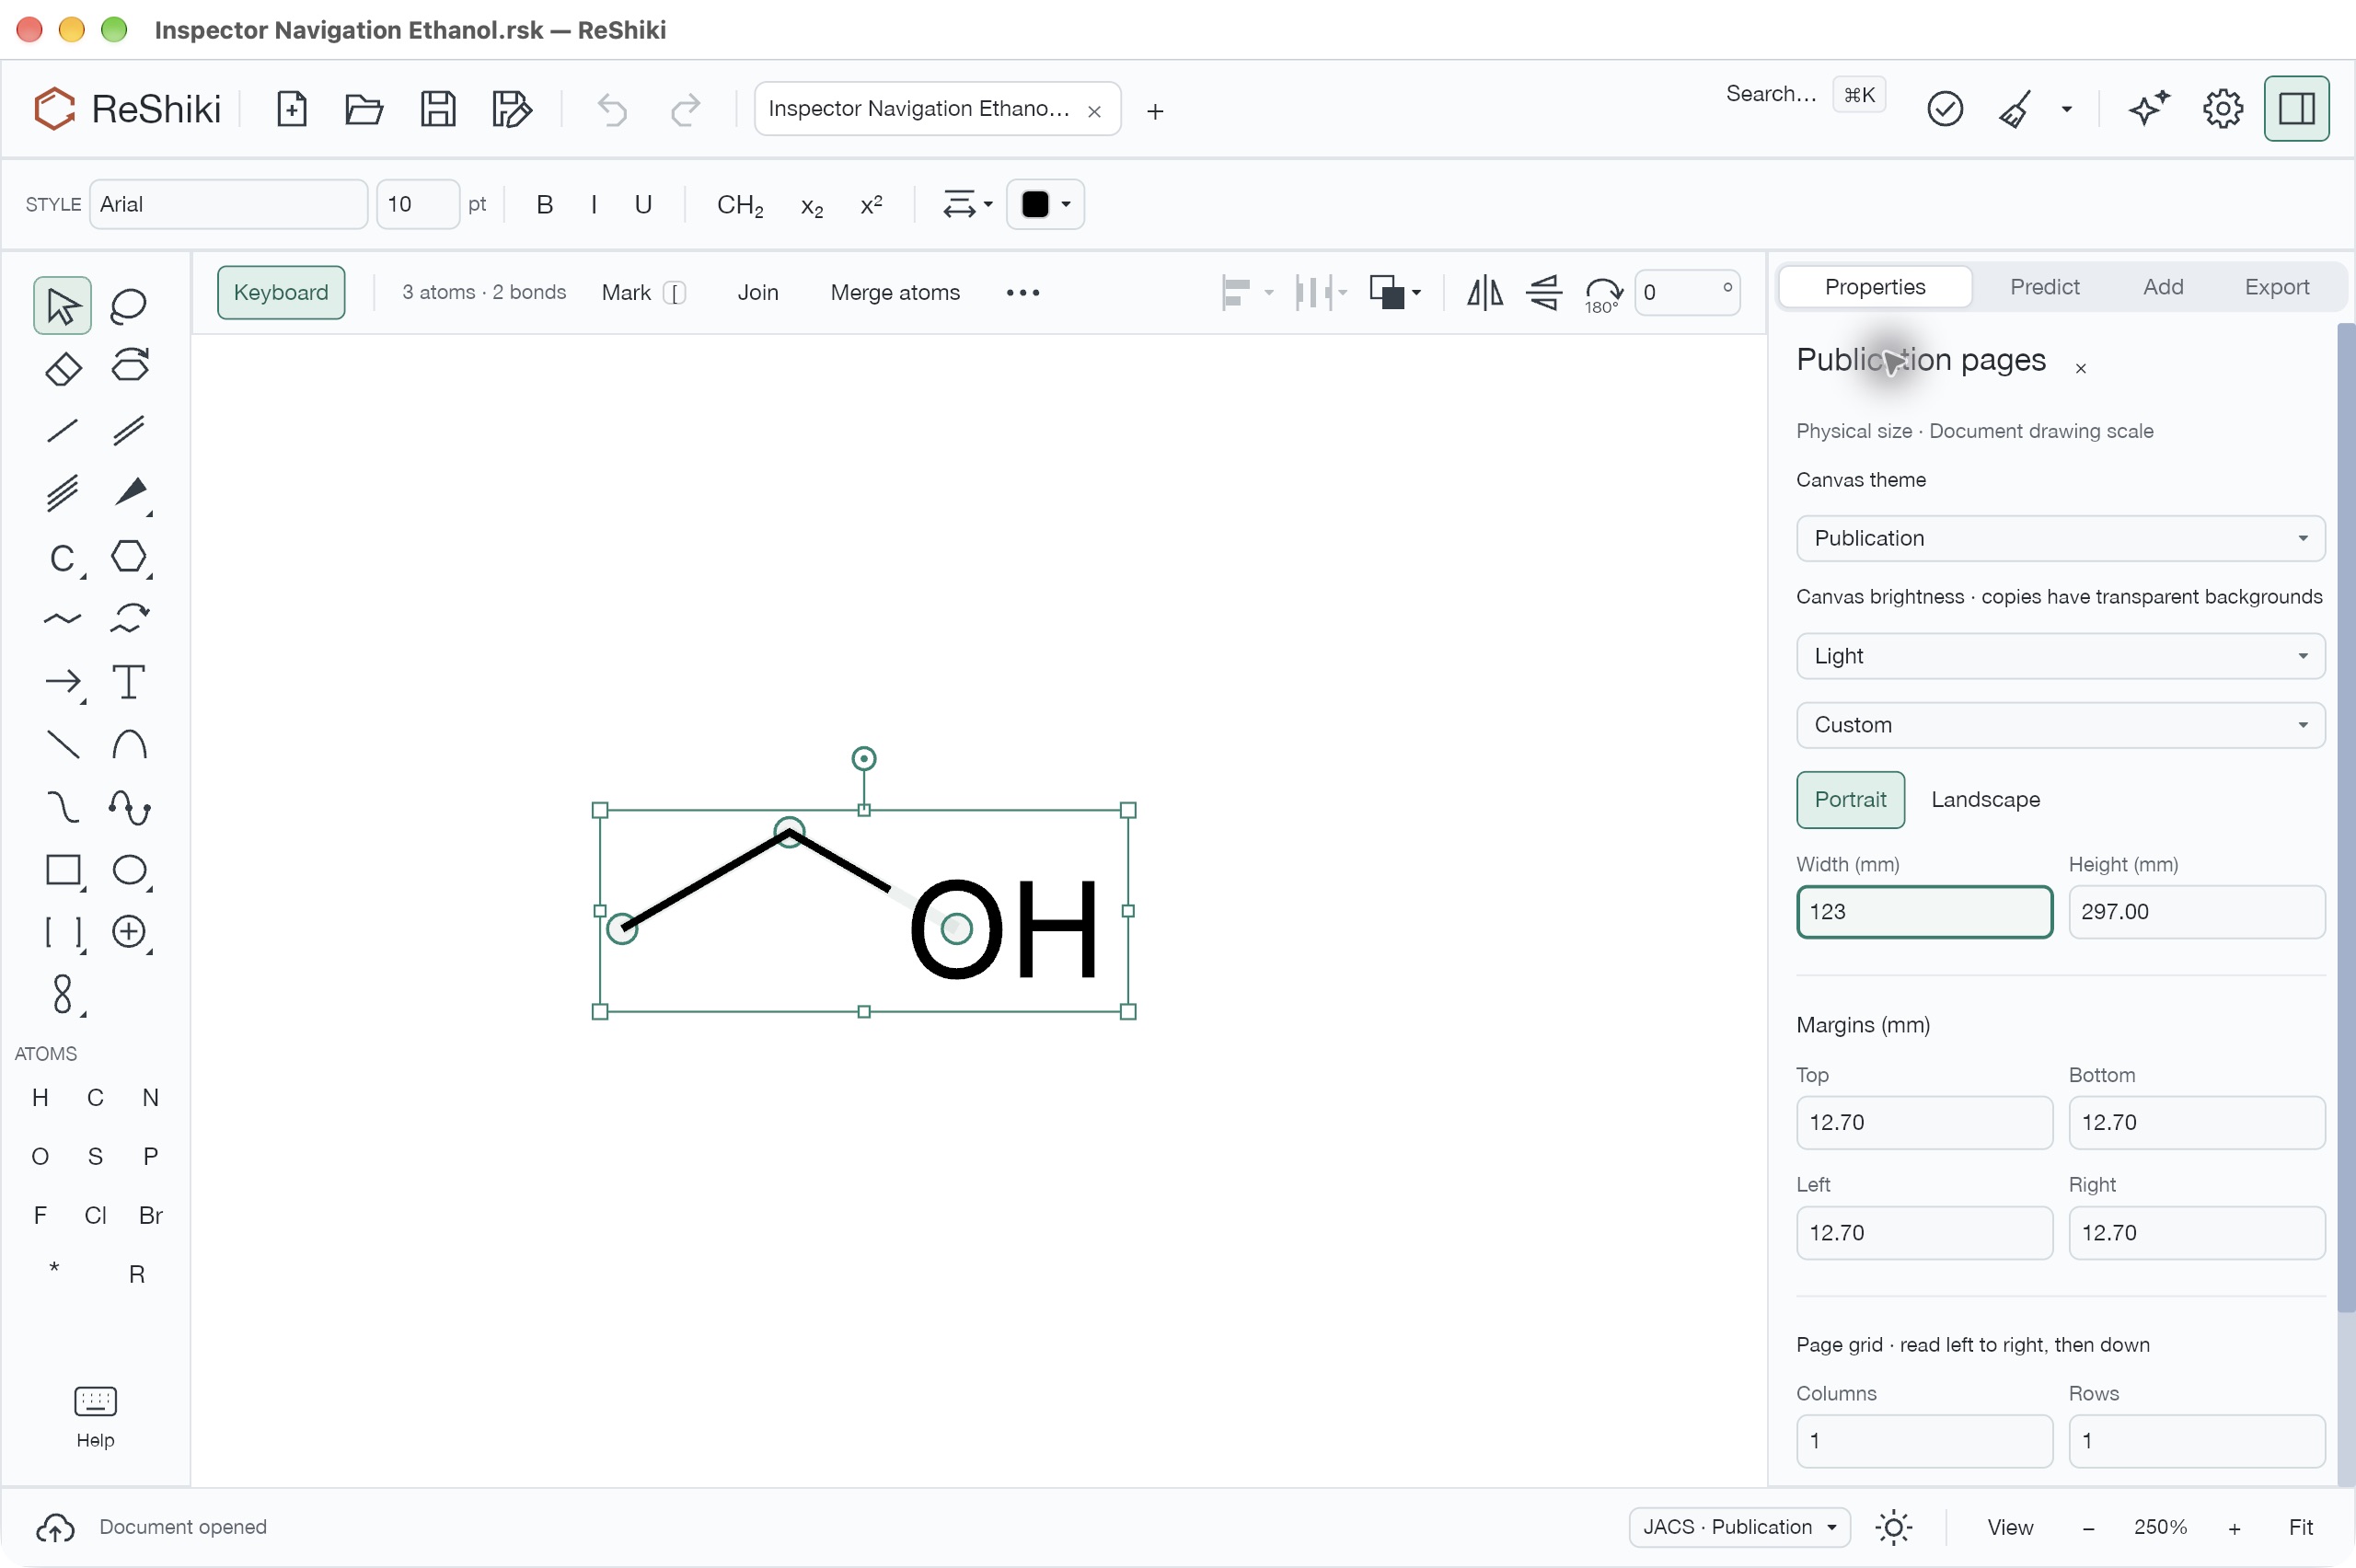 Inspector Navigation Ethanol.rsk — ReShiki
ReShiki
Inspector Navigation Ethano... ×
+
Search... ⌘K
STYLE Arial 10 pt B I U CH₂ x₂ x²
Keyboard 3 atoms · 2 bonds Mark [ Join Merge atoms •••
180° 0 °
Properties Predict Add Export
Publication pages ×
Physical size · Document drawing scale
Canvas theme
Publication
Canvas brightness · copies have transparent backgrounds
Light
Custom
Portrait Landscape
Width (mm) Height (mm)
123 297.00
Margins (mm)
Top Bottom
12.70 12.70
Left Right
12.70 12.70
Page grid · read left to right, then down
Columns Rows
1 1
C
T
[ ]
OH
ATOMS
H C N
O S P
F Cl Br
* R
Help
Document opened
JACS · Publication
View − 250% + Fit